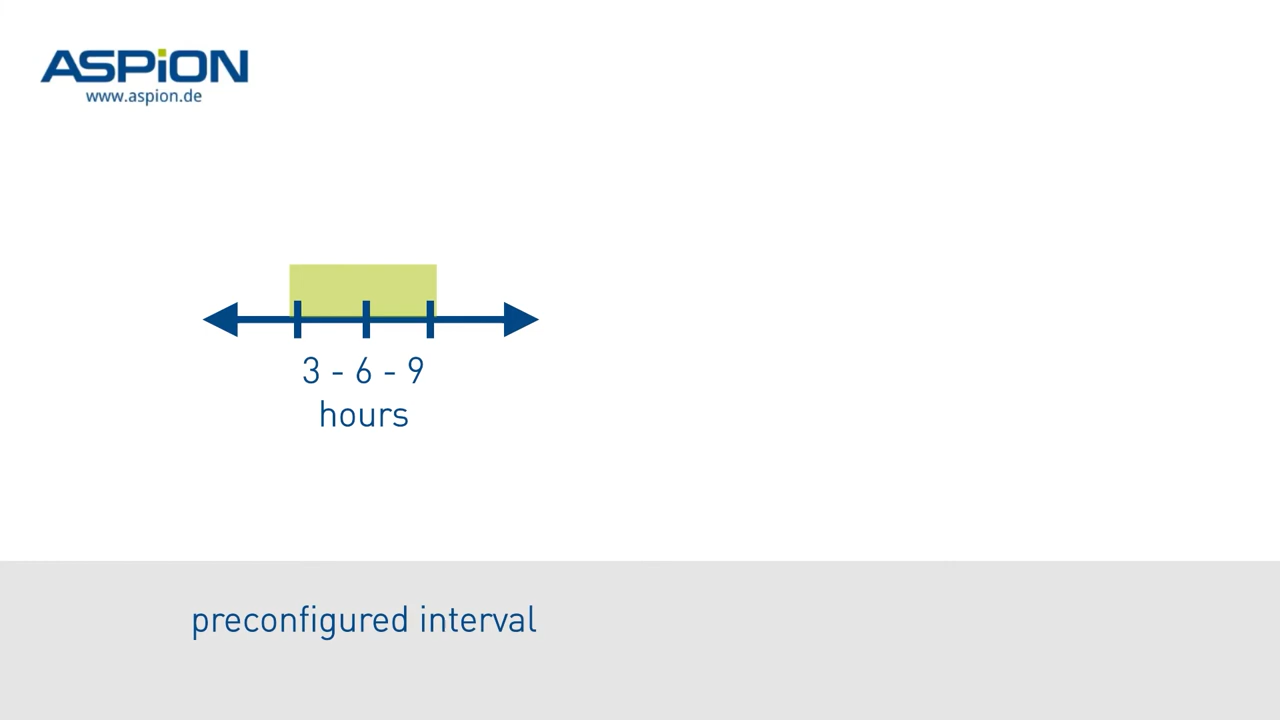 ASPiON
www.aspion.de
3 - 6 - 9
hours
preconfigured interval